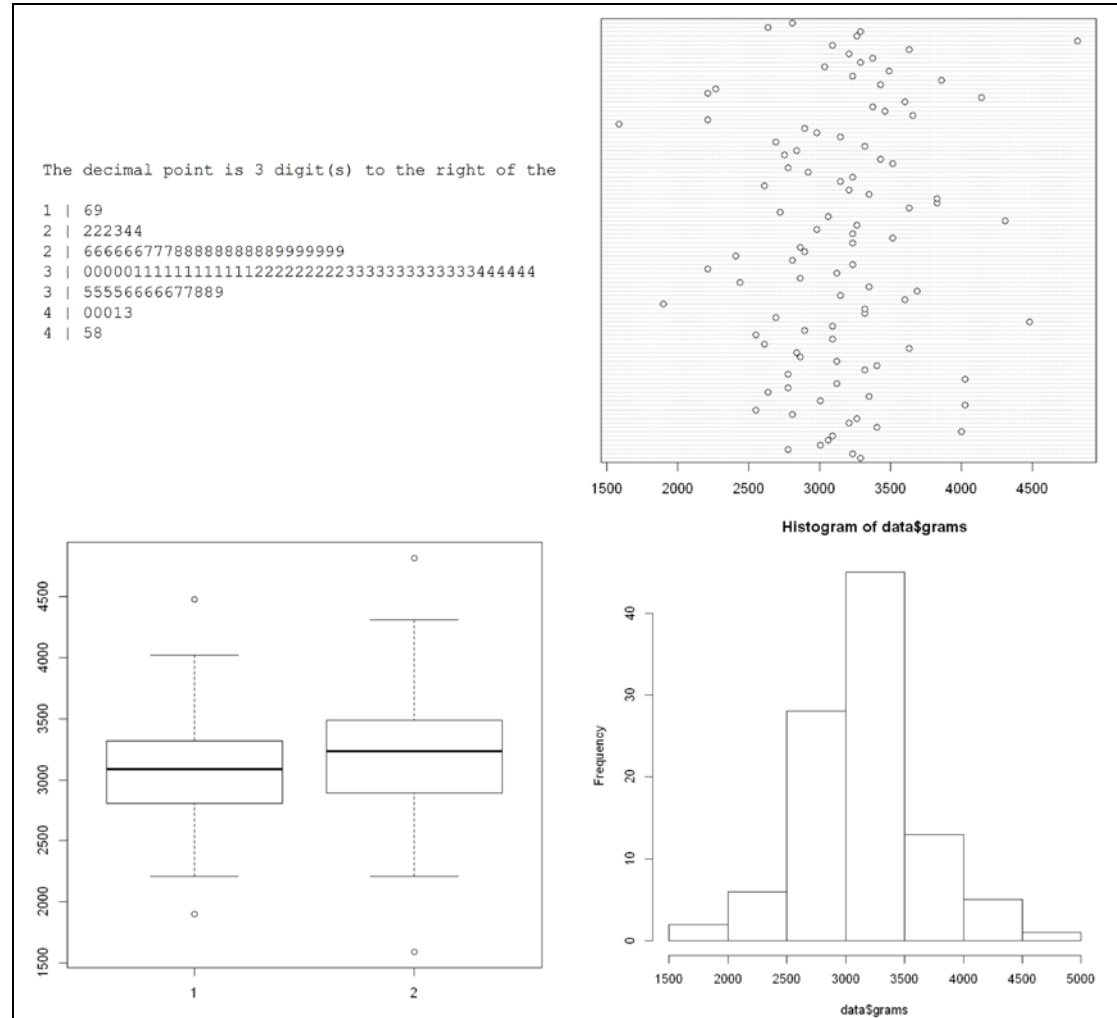 The decimal point is 3 digit(s) to the right of the
1 | 69
2 | 222344
2 | 66666677788888888889999999
3 | 000001111111111112222222223333333333333444444
3 | 55556666677889
4 | 00013
4 | 58
1500 2000 2500 3000 3500 4000 4500
4500
4000
3500
3000
2500
2000
1500
1 2
Histogram of data$grams
Frequency
40
30
20
10
0
1500 2000 2500 3000 3500 4000 4500 5000
data$grams